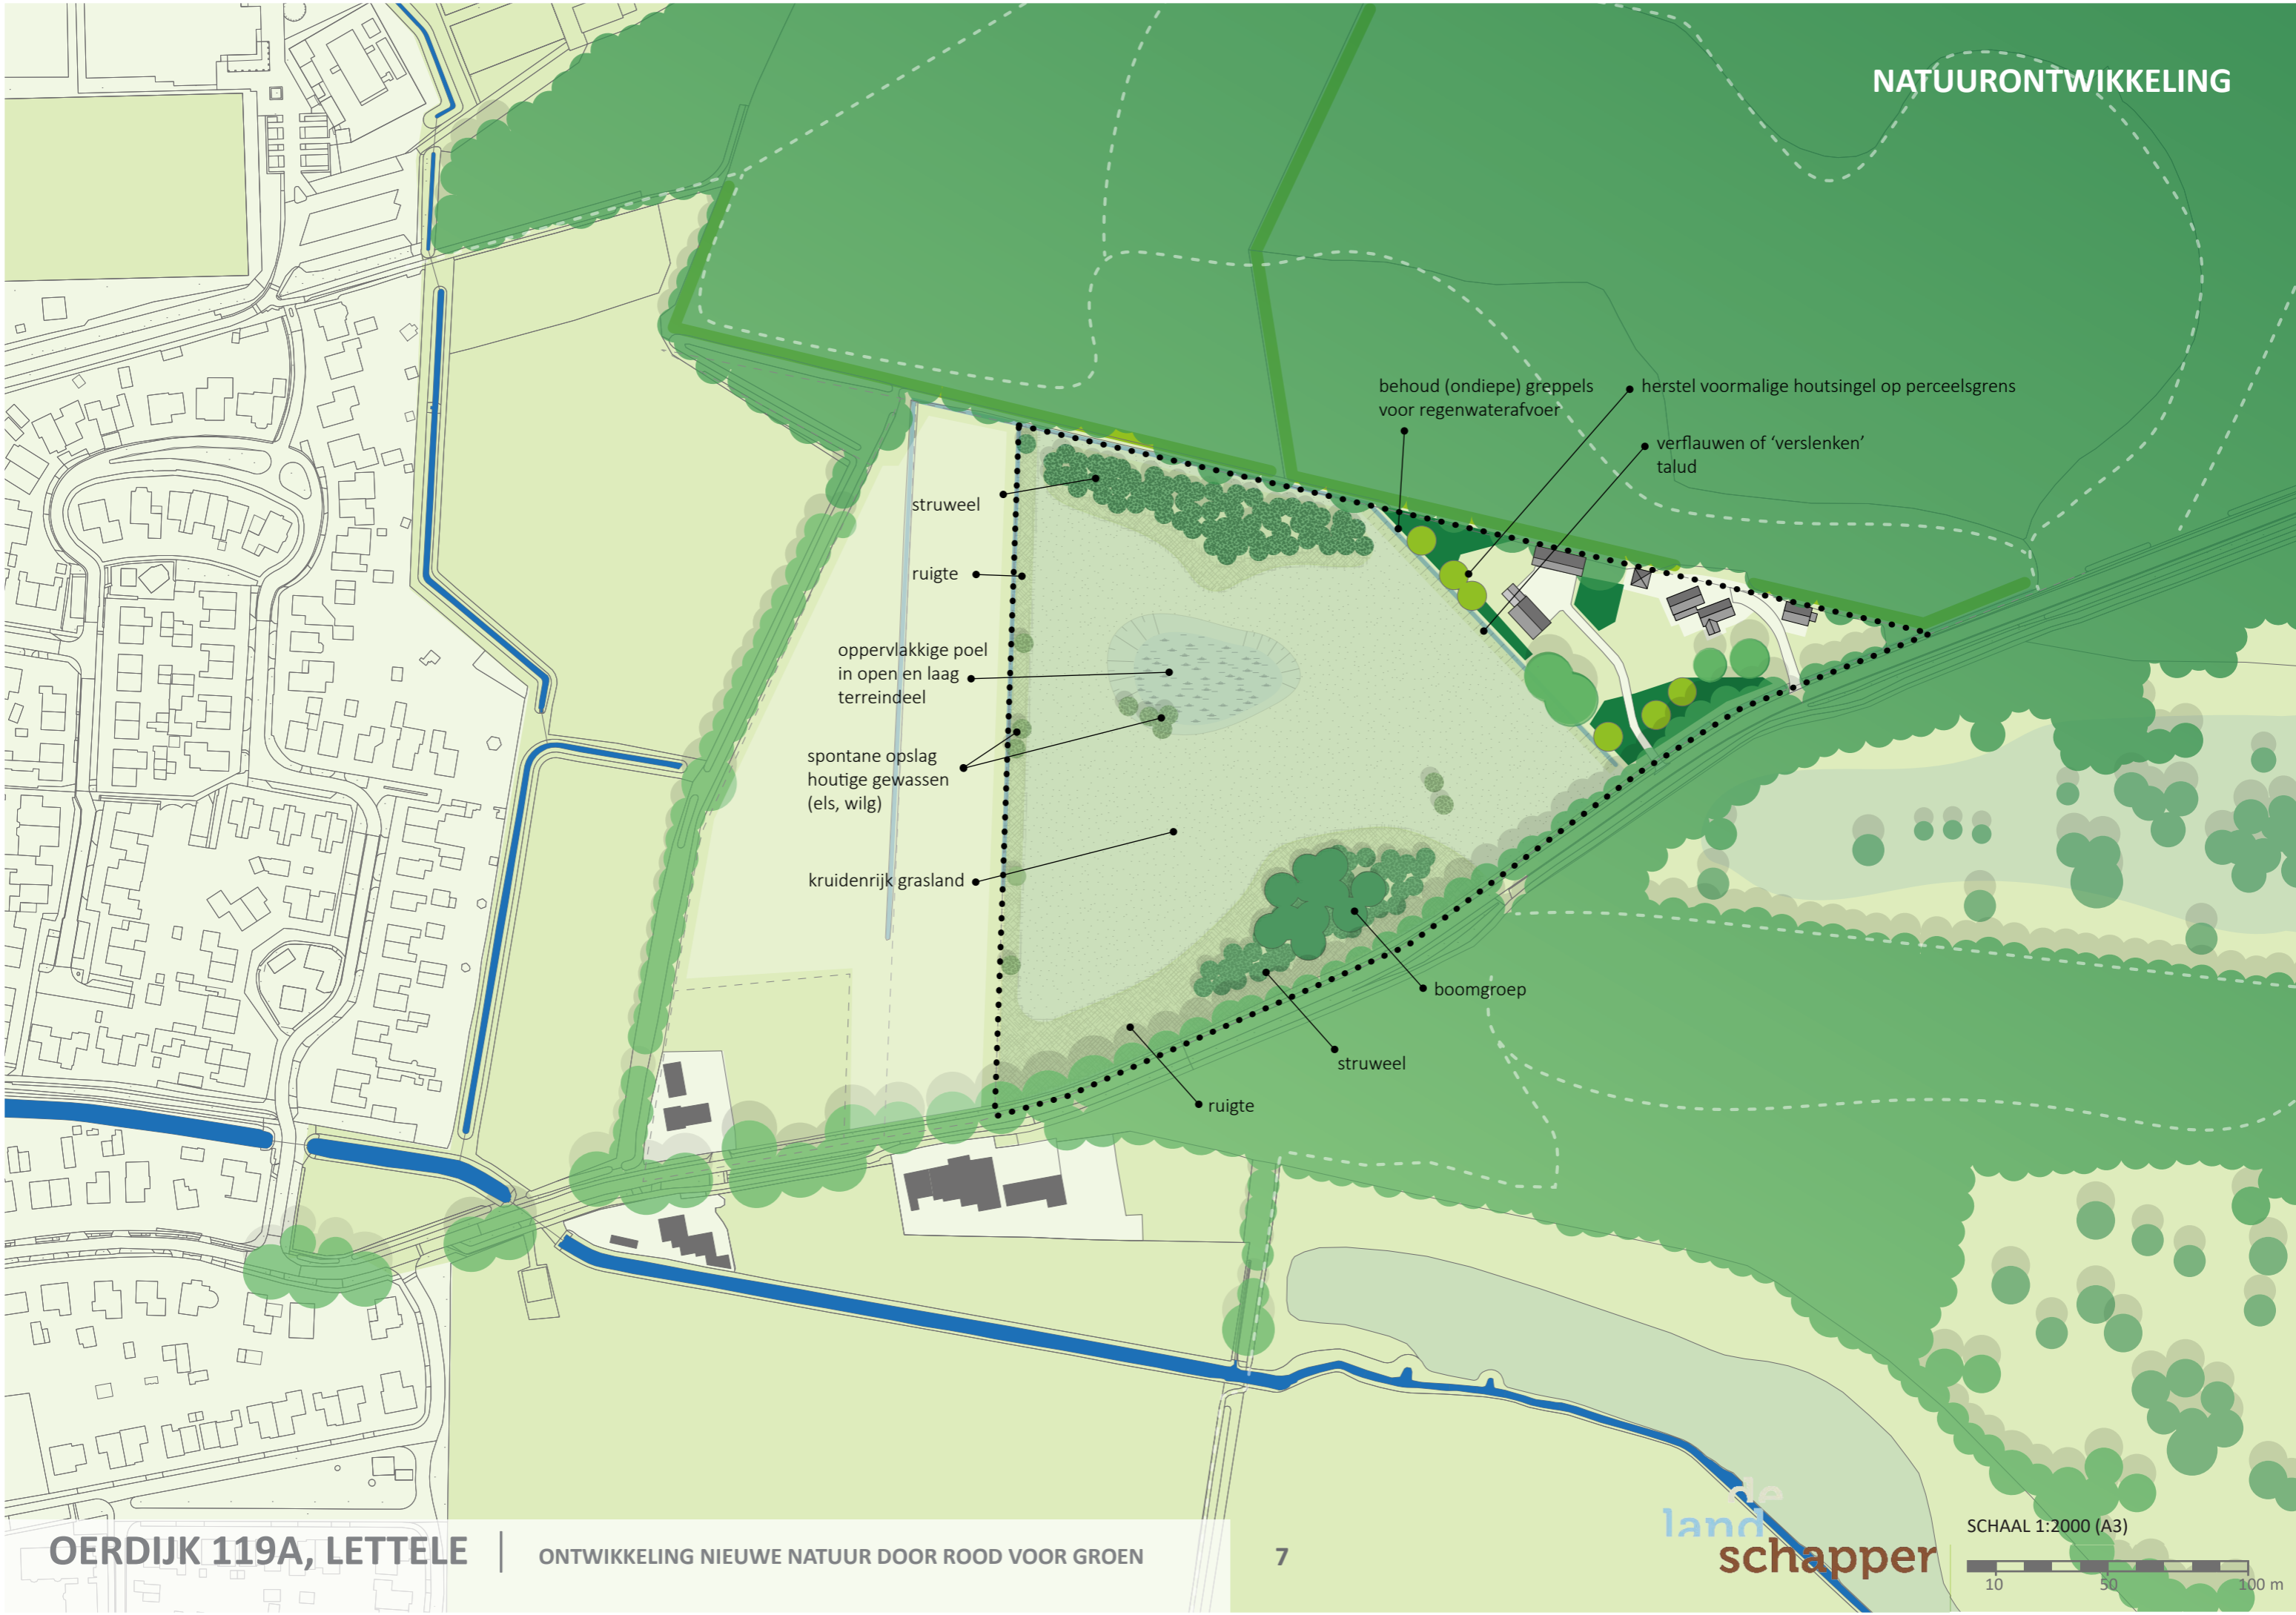 NATUURONTWIKKELING
behoud (ondiepe) greppels
voor regenwaterafvoer
herstel voormalige houtsingel op perceelsgrens
verflauwen of ‘verslenken’
talud
struweel
ruigte
oppervlakkige poel
in open en laag
terreindeel
spontane opslag
houtige gewassen
(els, wilg)
kruidenrijk grasland
boomgroep
struweel
ruigte
OERDIJK 119A, LETTELE
ONTWIKKELING NIEUWE NATUUR DOOR ROOD VOOR GROEN
7
de
land
schapper
SCHAAL 1:2000 (A3)
10 50 100 m